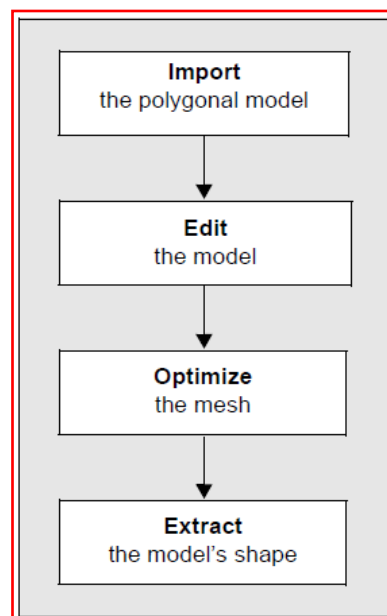 Import
the polygonal model
Edit
the model
Optimize
the mesh
Extract
the model's shape